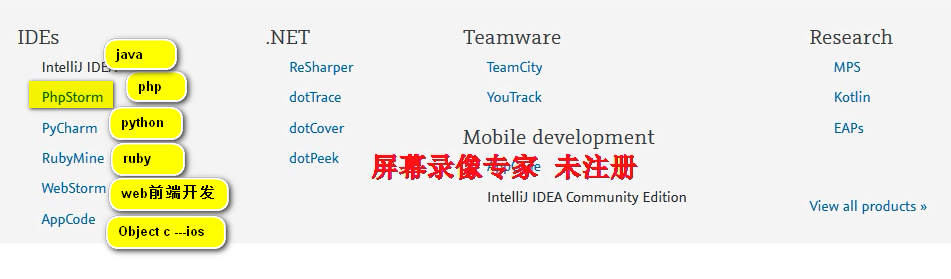 IDEs
IntelliJ IDEA
java
PhpStorm
php
PyCharm
python
RubyMine
ruby
WebStorm
web前端开发
AppCode
Object c ---ios
.NET
ReSharper
dotTrace
dotCover
dotPeek
Teamware
TeamCity
YouTrack
Mobile development
AppCode
屏幕录像专家 未注册
IntelliJ IDEA Community Edition
Research
MPS
Kotlin
EAPs
View all products »